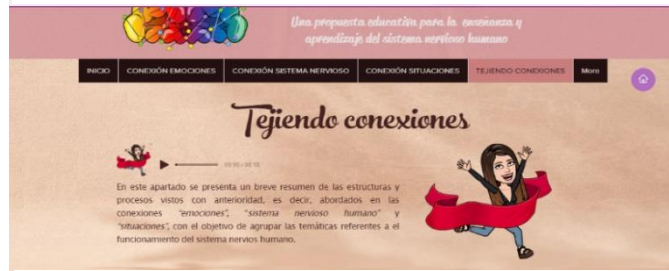 Una propuesta educativa para la enseñanza y
aprendizaje del sistema nervioso humano
INICIO CONEXIÓN EMOCIONES CONEXIÓN SISTEMA NERVIOSO CONEXIÓN SITUACIONES TEJIENDO CONEXIONES More
Tejiendo conexiones
En este apartado se presenta un breve resumen de las estructuras y
procesos vistos con anterioridad, es decir, abordados en las
conexiones "emociones", "sistema nervioso humano" y
"situaciones", con el objetivo de agrupar las temáticas referentes a el
funcionamiento del sistema nervios humano.